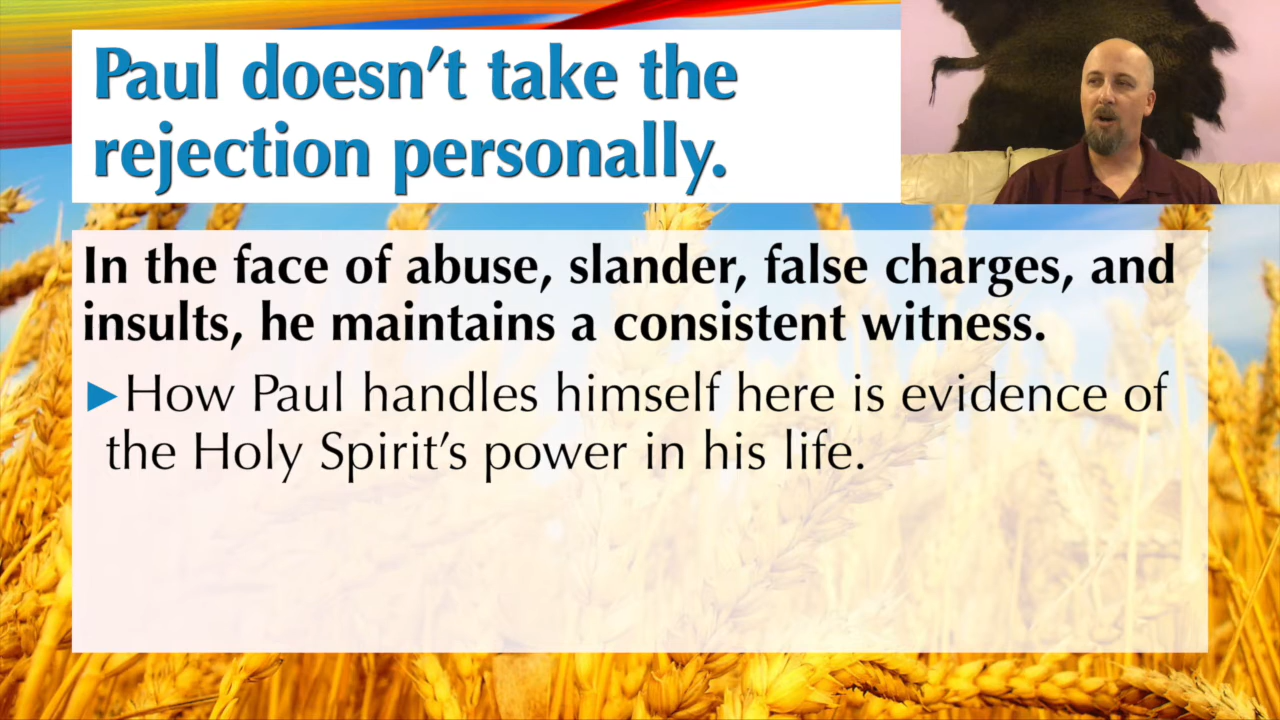 Paul doesn’t take the
rejection personally.
In the face of abuse, slander, false charges, and
insults, he maintains a consistent witness.
▶How Paul handles himself here is evidence of
the Holy Spirit’s power in his life.